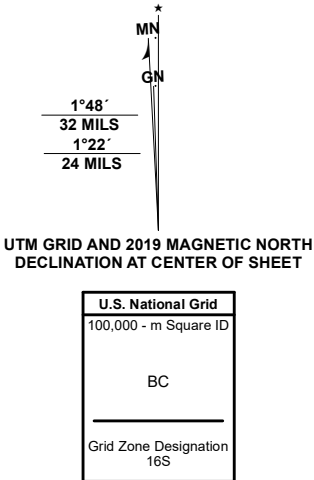 ★
MN
GN
1°48´
32 MILS
1°22´
24 MILS
UTM GRID AND 2019 MAGNETIC NORTH
DECLINATION AT CENTER OF SHEET
U.S. National Grid
100,000 - m Square ID
BC
Grid Zone Designation
16S